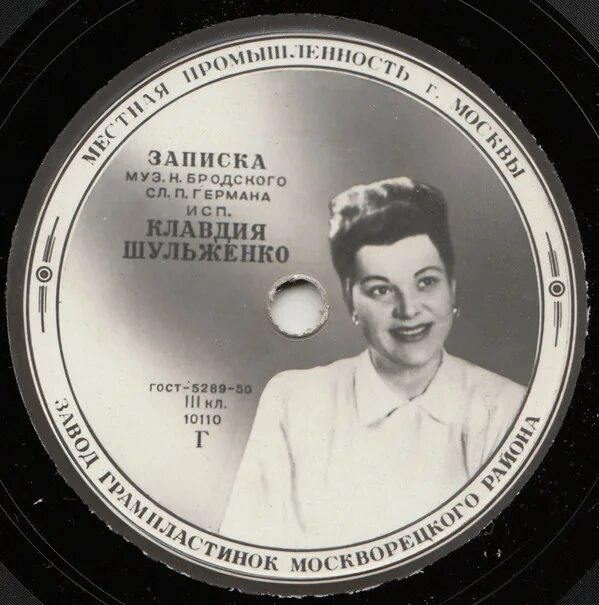 МЕСТНАЯ ПРОМЫШЛЕННОСТЬ Г. МОСКВЫ
ЗАПИСКА
МУЗ. Н. БРОДСКОГО
СЛ. П. ГЕРМАНА
ИСП.
КЛАВДИЯ
ШУЛЬЖЕНКО
ГОСТ-5289-50
III КЛ.
10110
Г
ЗАВОД ГРАМПЛАСТИНОК МОСКВОРЕЦКОГО РАЙОНА